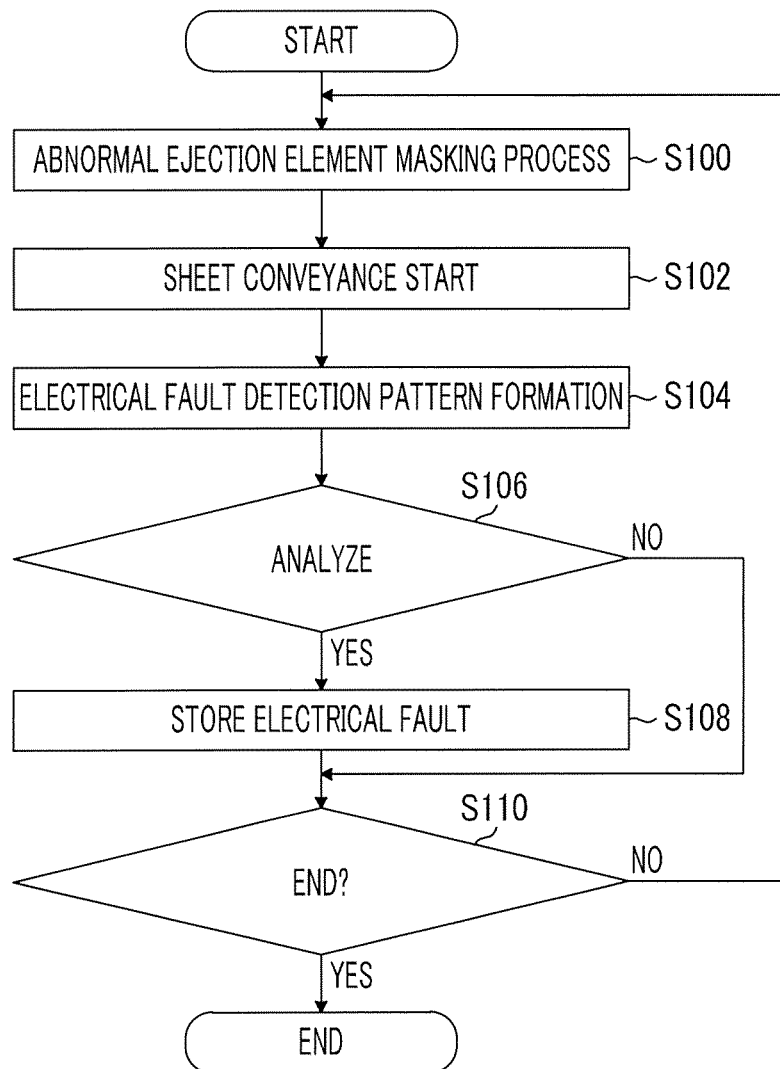 START
ABNORMAL EJECTION ELEMENT MASKING PROCESS
S100
SHEET CONVEYANCE START
S102
ELECTRICAL FAULT DETECTION PATTERN FORMATION
S104
S106
ANALYZE
NO
YES
STORE ELECTRICAL FAULT
S108
S110
END?
NO
YES
END